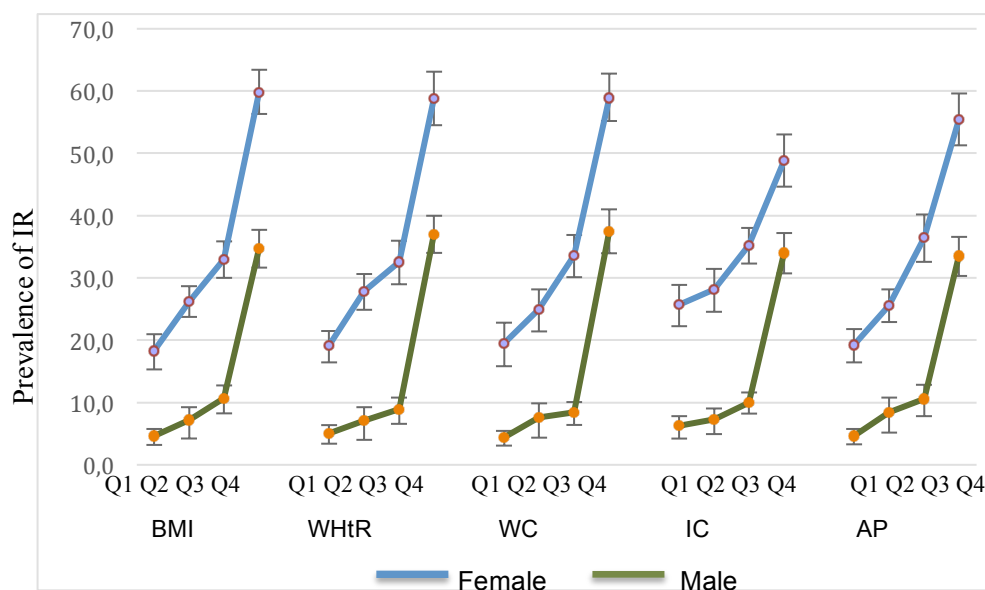 70,0
60,0
50,0
40,0
30,0
20,0
10,0
0,0
Prevalence of IR
Q1 Q2 Q3 Q4 Q1 Q2 Q3 Q4 Q1 Q2 Q3 Q4 Q1 Q2 Q3 Q4 Q1 Q2 Q3 Q4
BMI WHtR WC IC AP
Female Male